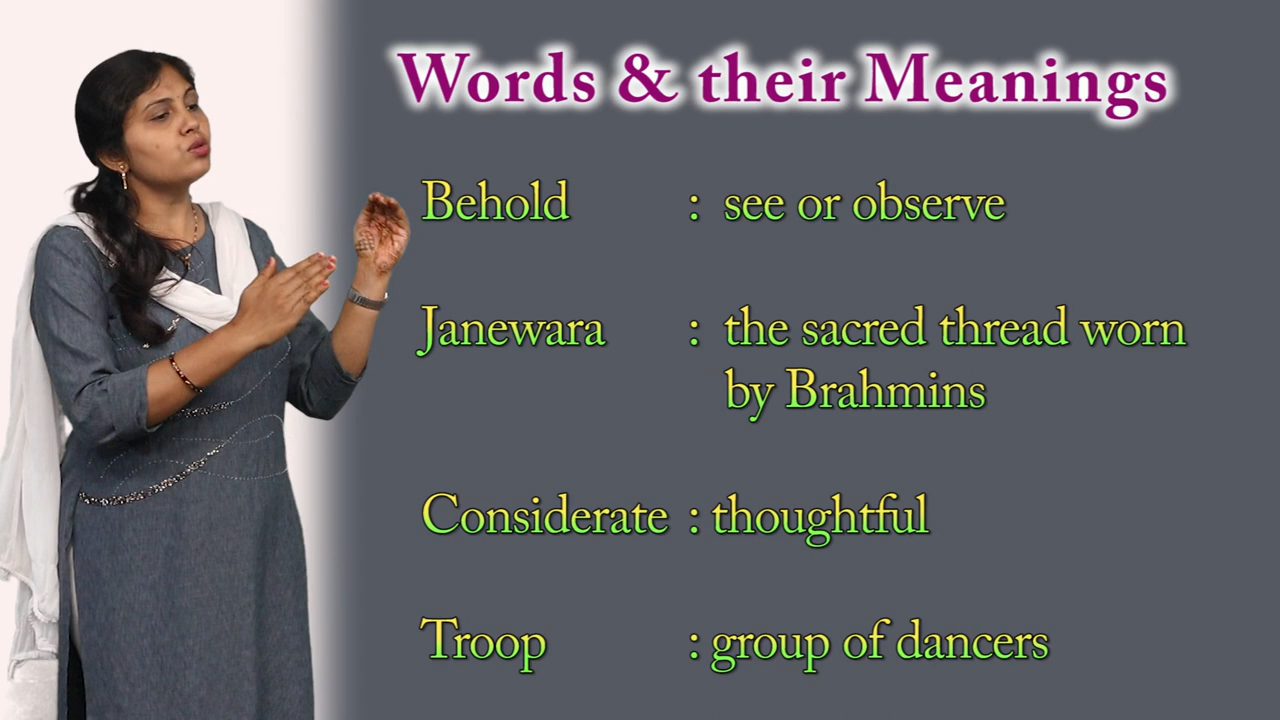 Words & their Meanings
Behold : see or observe
Janewara : the sacred thread worn
by Brahmins
Considerate : thoughtful
Troop : group of dancers